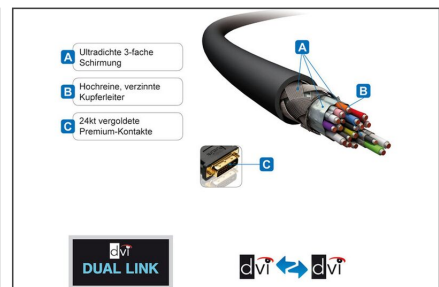 A Ultradichte 3-fache
Schirmung
B Hochreine, verzinnte
Kupferleiter
C 24kt vergoldete
Premium-Kontakte
A
B
C
dvi
DUAL LINK
dvi dvi